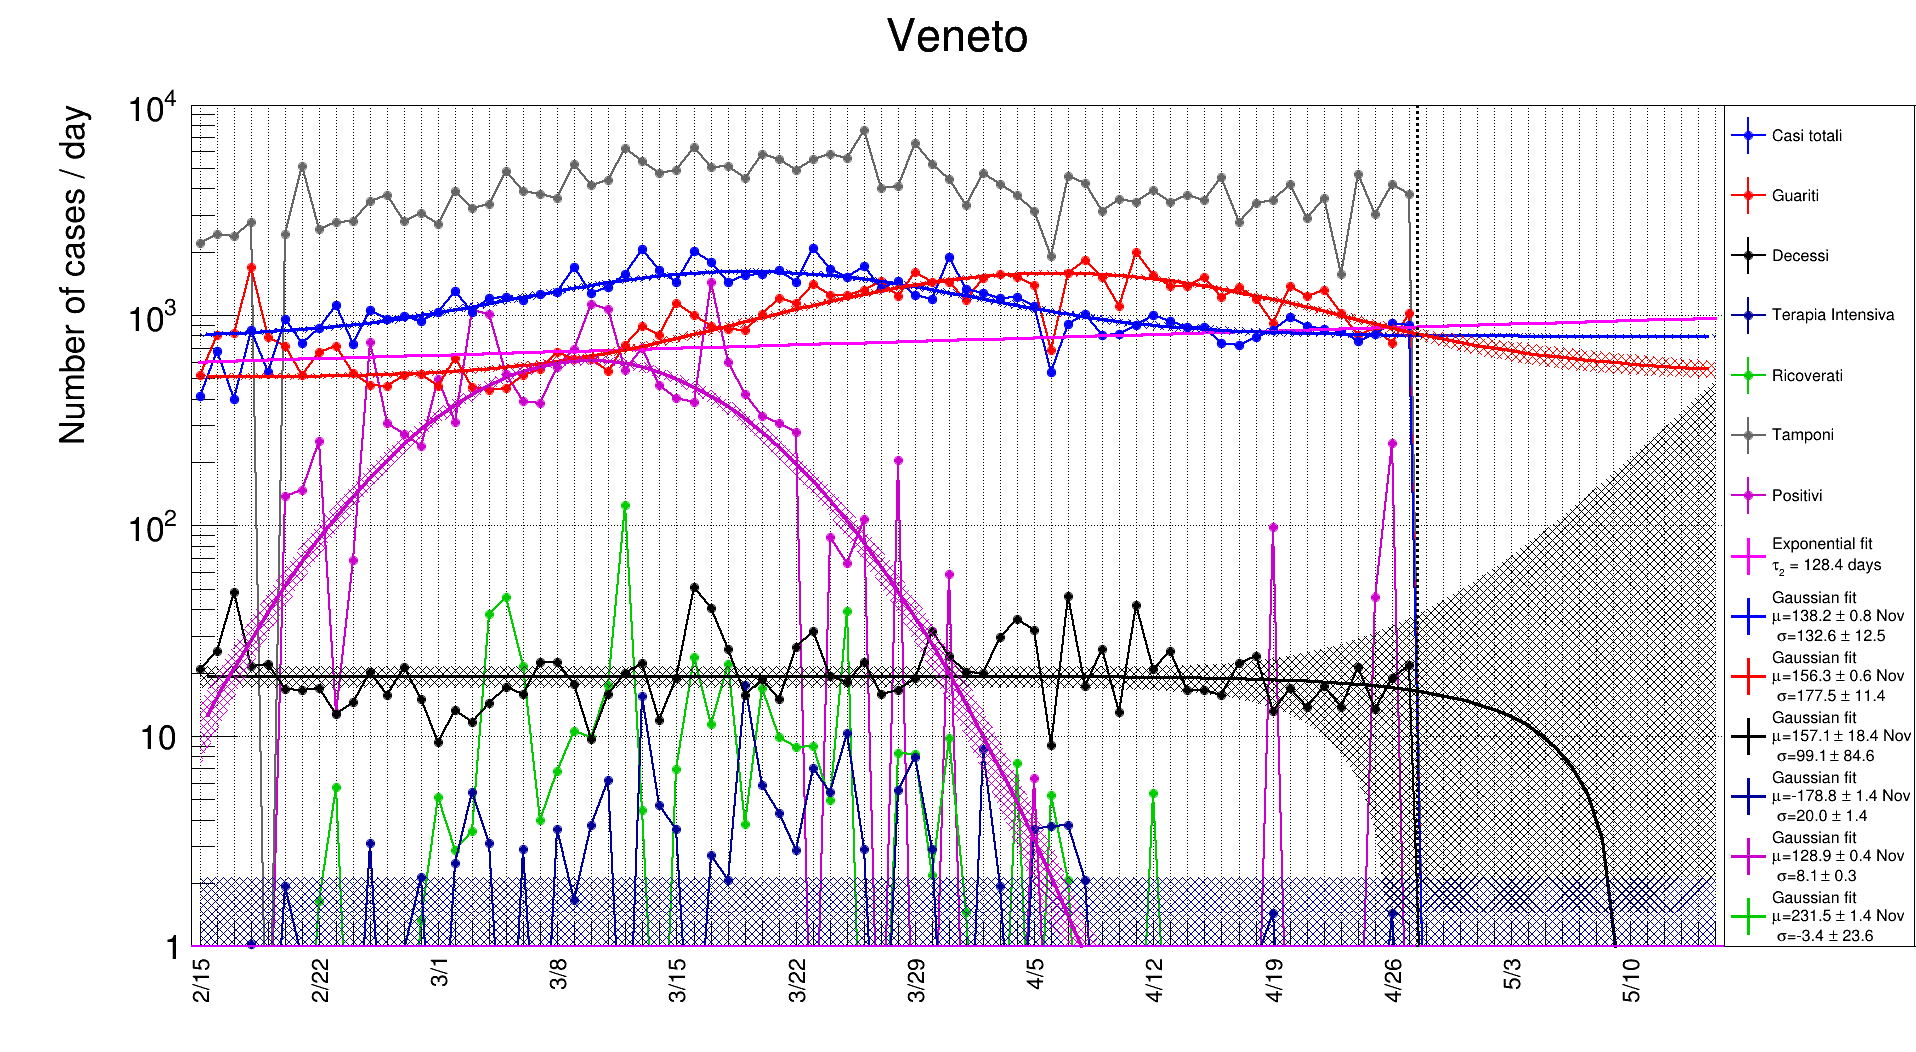 Veneto
Number of cases / day
10⁴
10³
10²
10
1
2/15
2/22
3/1
3/8
3/15
3/22
3/29
4/5
4/12
4/19
4/26
5/3
5/10
Casi totali
Guariti
Decessi
Terapia Intensiva
Ricoverati
Tamponi
Positivi
Exponential fit
τ₂ = 128.4 days
Gaussian fit
μ=138.2 ± 0.8 Nov
σ=132.6 ± 12.5
Gaussian fit
μ=156.3 ± 0.6 Nov
σ=177.5 ± 11.4
Gaussian fit
μ=157.1 ± 18.4 Nov
σ=99.1 ± 84.6
Gaussian fit
μ=-178.8 ± 1.4 Nov
σ=20.0 ± 1.4
Gaussian fit
μ=128.9 ± 0.4 Nov
σ=8.1 ± 0.3
Gaussian fit
μ=231.5 ± 1.4 Nov
σ=-3.4 ± 23.6